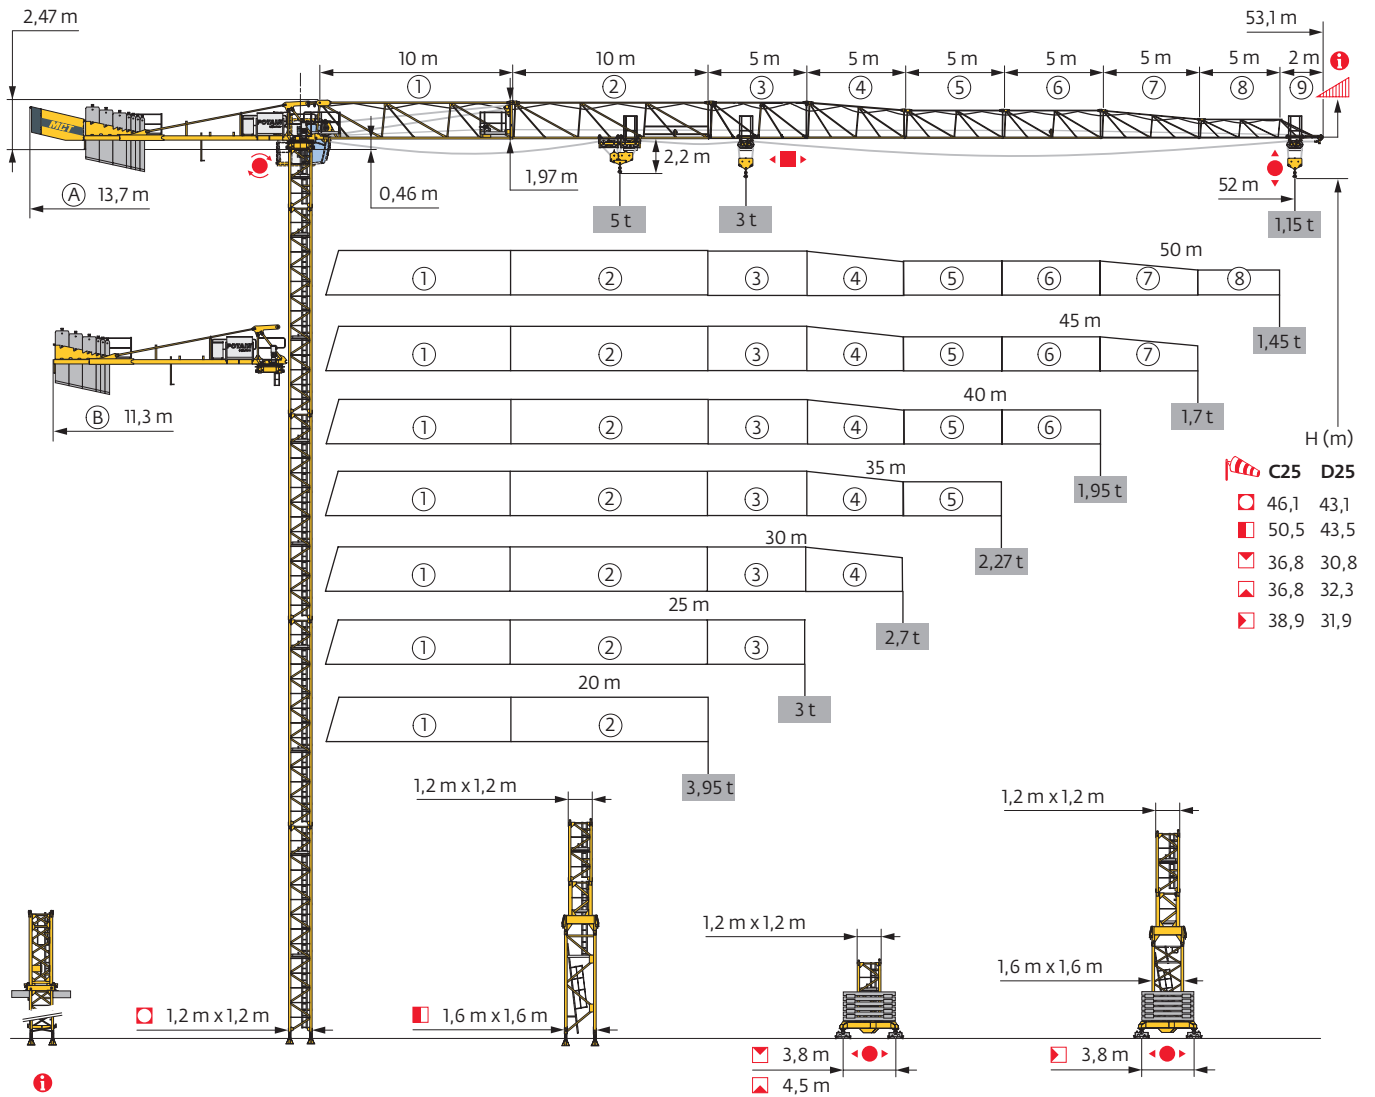 2,47 m
53,1 m
10 m 10 m 5 m 5 m 5 m 5 m 5 m 5 m 2 m i
1 2 3 4 5 6 7 8 9
MCT
POTAIN
2,2 m
A 13,7 m
0,46 m
1,97 m
52 m
5 t 3 t 1,15 t
50 m
1 2 3 4 5 6 7 8
1,45 t
45 m
POTAIN
1 2 3 4 5 6 7
1,7 t
B 11,3 m
40 m
1 2 3 4 5 6
1,95 t
H (m)
C25 D25
46,1 43,1
50,5 43,5
36,8 30,8
36,8 32,3
38,9 31,9
35 m
1 2 3 4 5
2,27 t
30 m
1 2 3 4
2,7 t
25 m
1 2 3
3 t
20 m
1 2
3,95 t
1,2 m x 1,2 m
1,2 m x 1,2 m
1,2 m x 1,2 m
1,6 m x 1,6 m
1,2 m x 1,2 m
1,6 m x 1,6 m
3,8 m
4,5 m
3,8 m
i